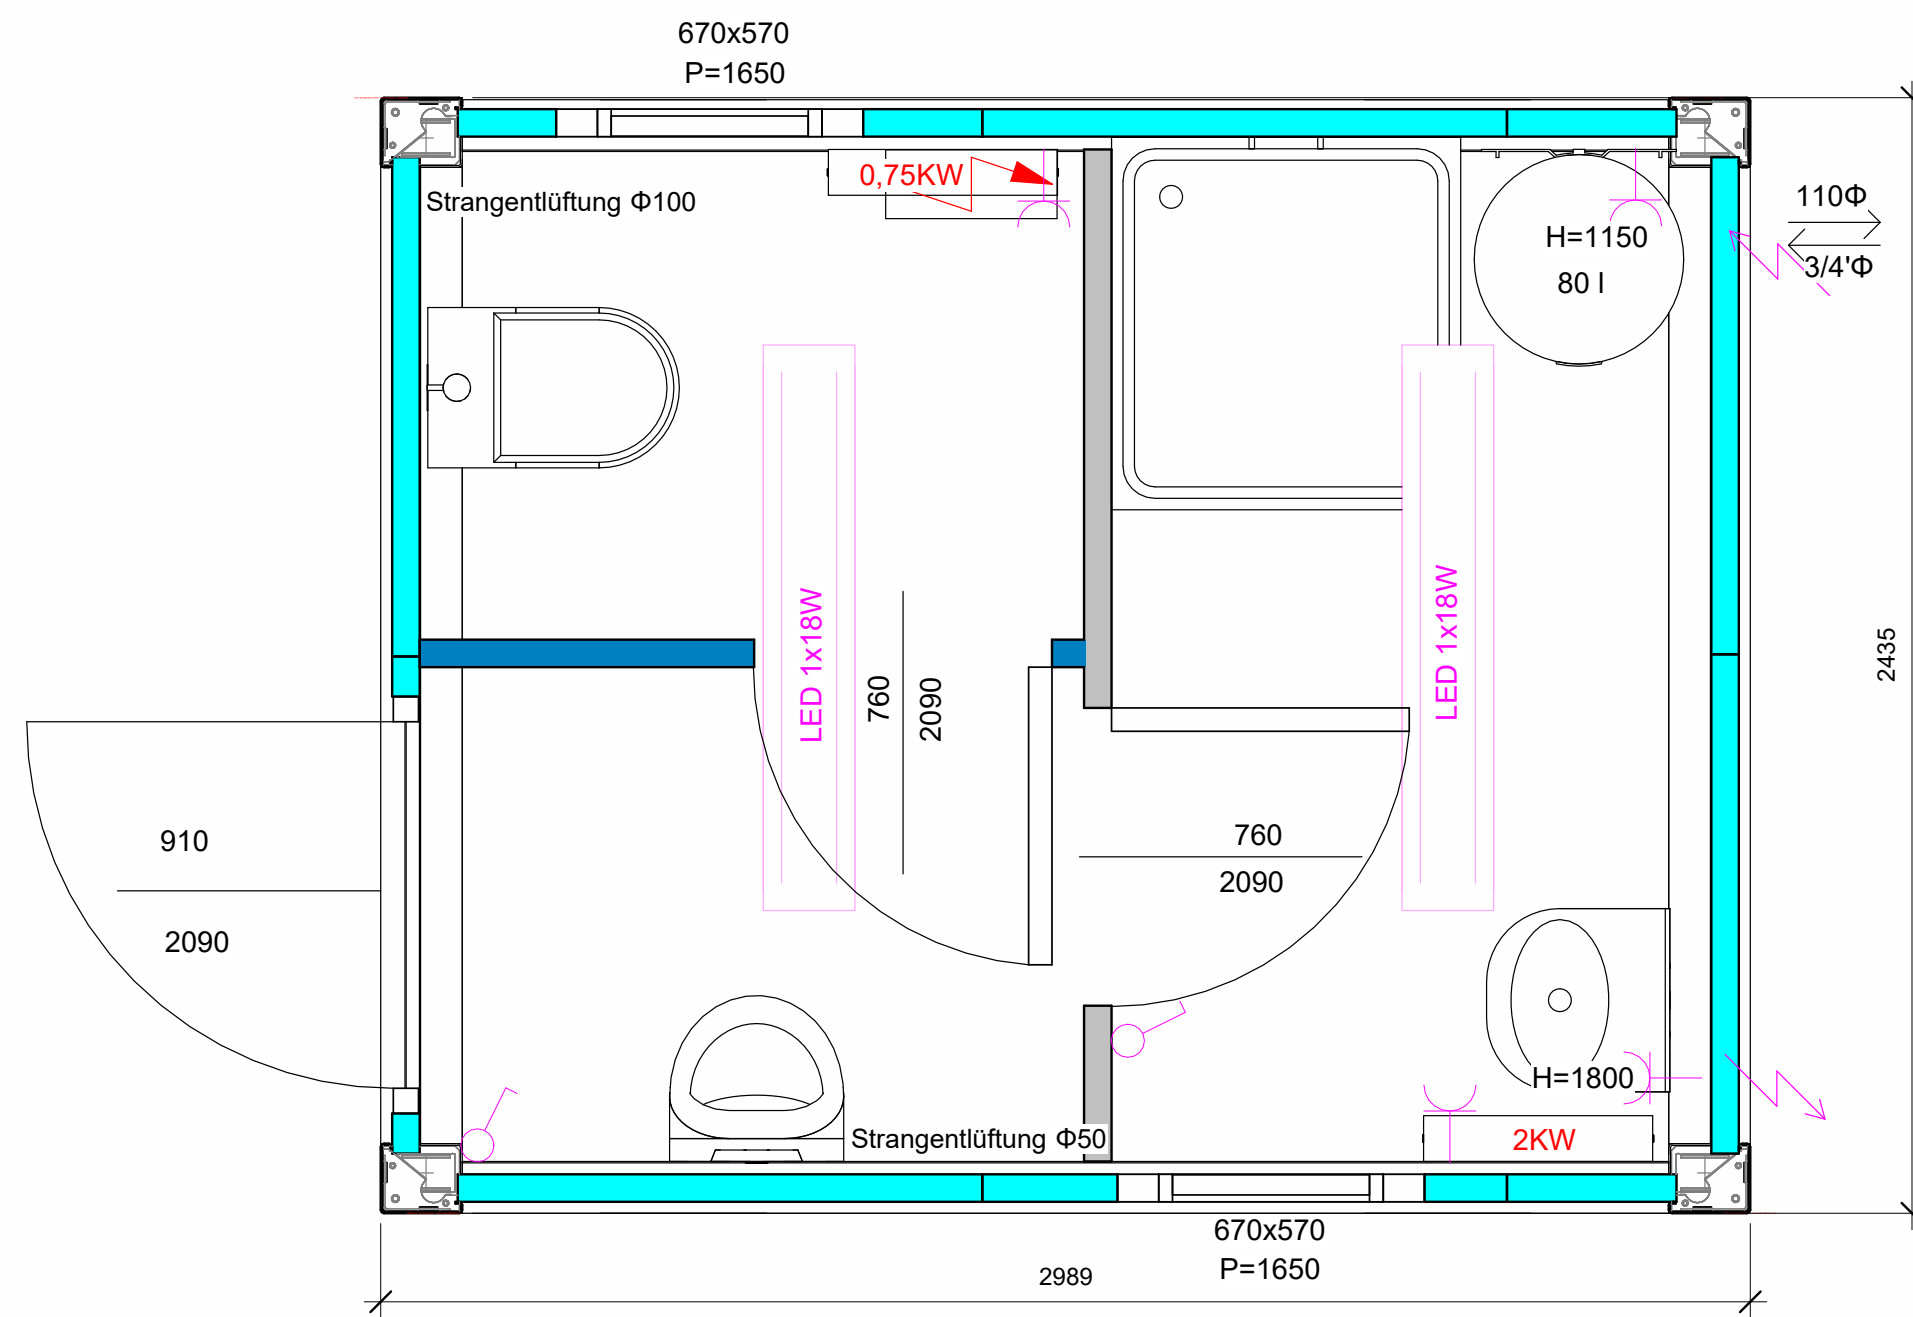 670x570
P=1650
0,75KW
Strangentlüftung Φ100
110Φ
3/4'Φ
H=1150
80 l
LED 1x18W
760
2090
LED 1x18W
2435
910
2090
760
2090
H=1800
Strangentlüftung Φ50
2KW
670x570
P=1650
2989